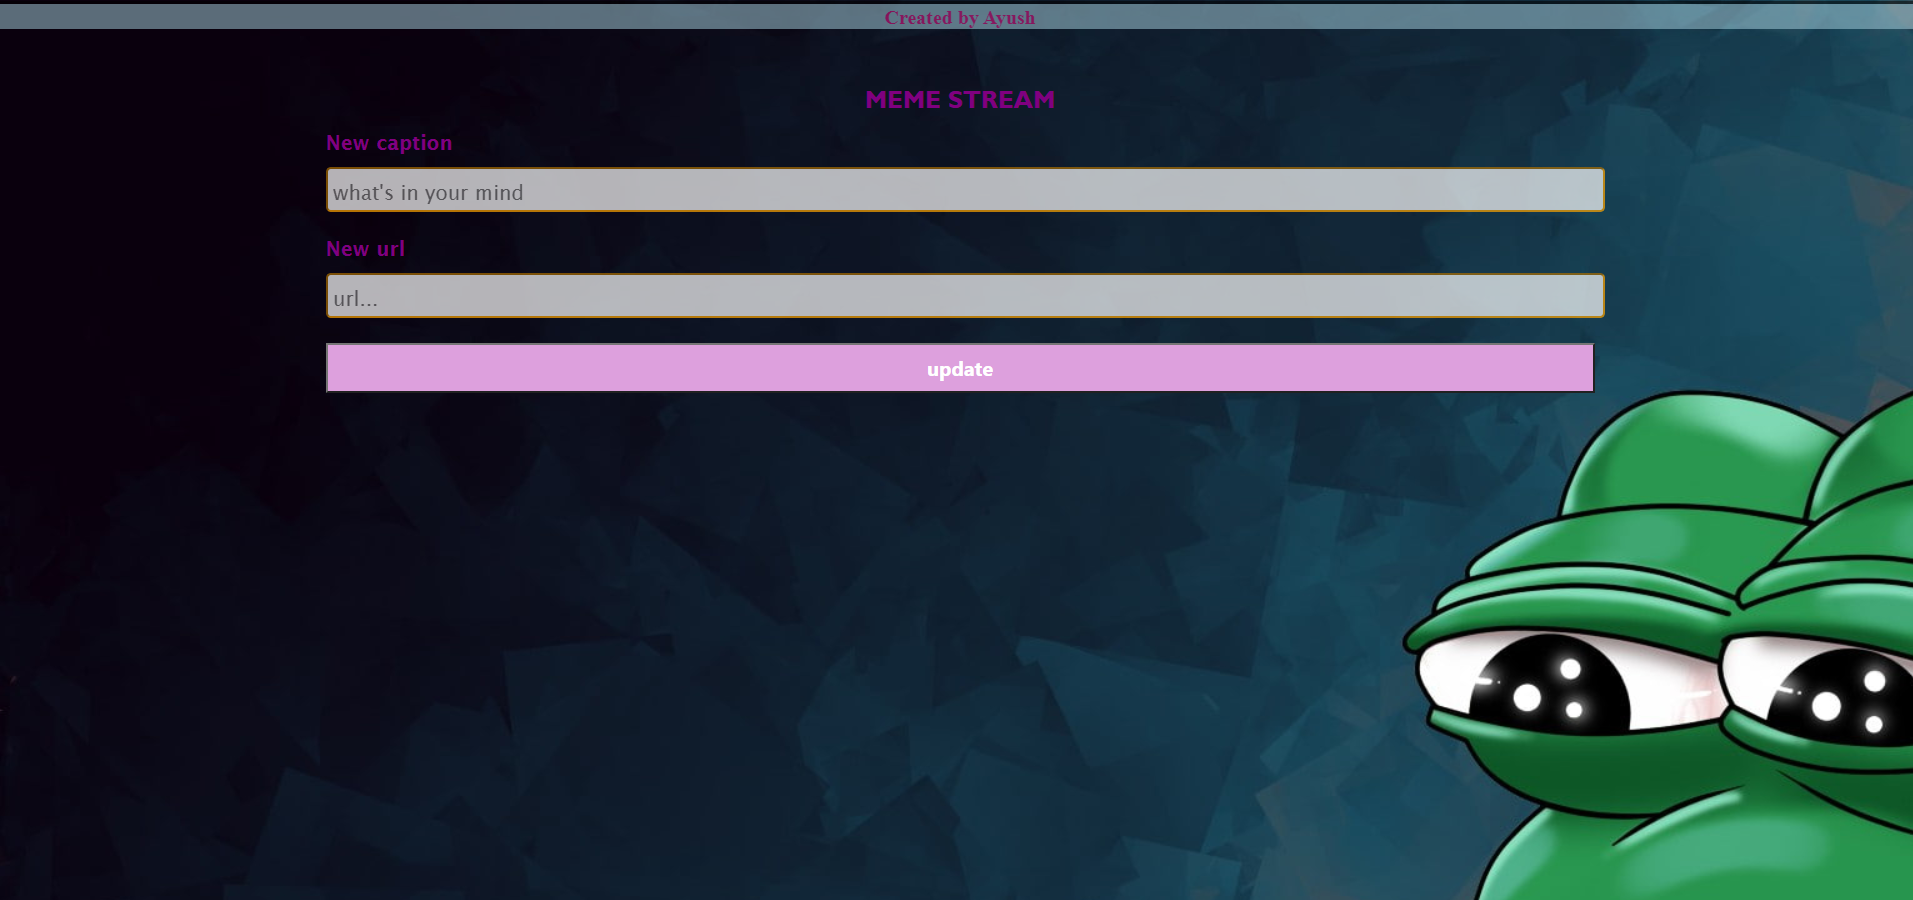 Created by Ayush
MEME STREAM
New caption
what's in your mind
New url
url...
update